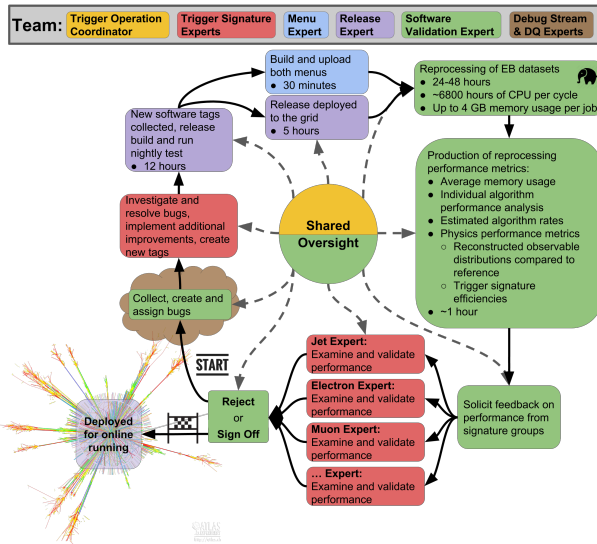 Team:
Trigger Operation
Coordinator
Trigger Signature
Experts
Menu
Expert
Release
Expert
Software
Validation Expert
Debug Stream
& DQ Experts
Build and upload
both menus
● 30 minutes
Release deployed
to the grid
● 5 hours
Reprocessing of EB datasets
● 24-48 hours
● ~6800 hours of CPU per cycle
● Up to 4 GB memory usage per job
New software tags
collected, release
build and run
nightly test
● 12 hours
Production of reprocessing
performance metrics:
● Average memory usage
● Individual algorithm
performance analysis
● Estimated algorithm rates
● Physics performance metrics
○ Reconstructed observable
distributions compared to
reference
○ Trigger signature
efficiencies
● ~1 hour
Investigate and
resolve bugs,
implement additional
improvements, create
new tags
Shared
Oversight
Collect, create and
assign bugs
START
Jet Expert:
Examine and validate
performance
Electron Expert:
Examine and validate
performance
Muon Expert:
Examine and validate
performance
... Expert:
Examine and validate
performance
Solicit feedback on
performance from
signature groups
Reject
or
Sign Off
Deployed
for online
running
ATLAS